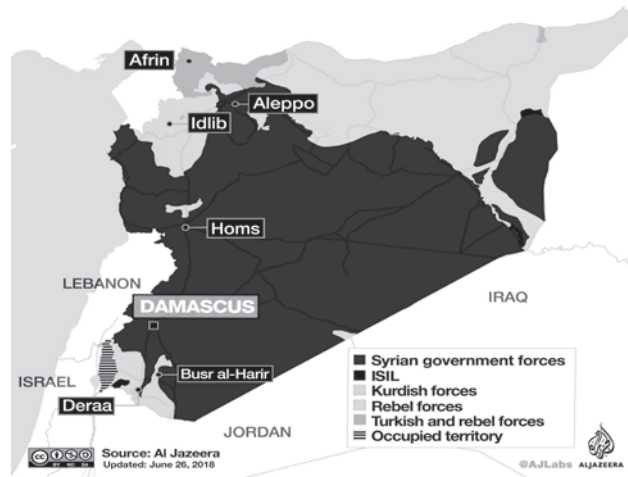 Afrin
Aleppo
Idlib
Homs
LEBANON
DAMASCUS
IRAQ
ISRAEL
Busr al-Harir
Deraa
JORDAN
Syrian government forces
ISIL
Kurdish forces
Rebel forces
Turkish and rebel forces
Occupied territory
Source: Al Jazeera
Updated: June 26, 2018
@AJLabs
ALJAZEERA